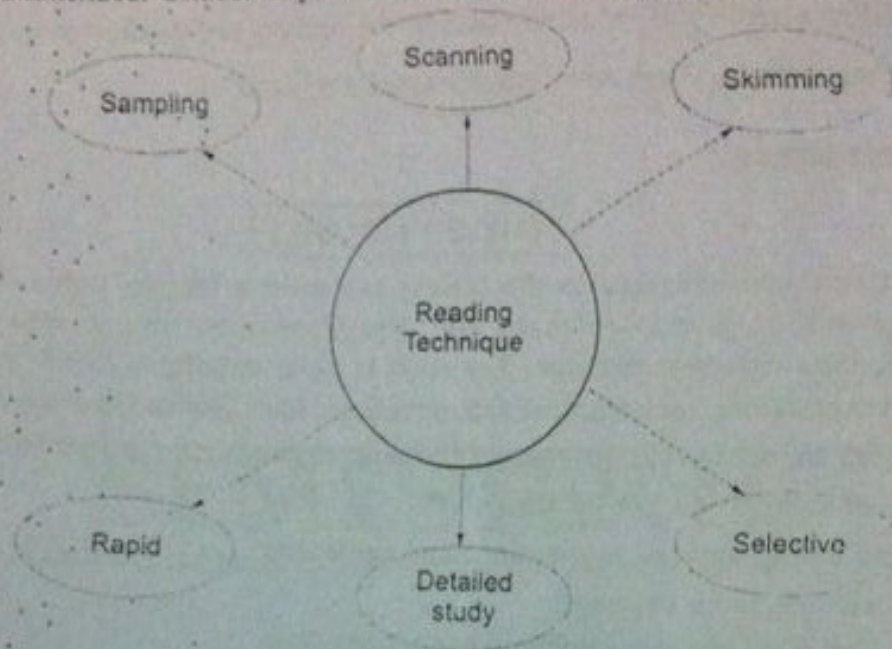 Scanning
Skimming
Sampling
Reading
Technique
Rapid
Detailed
study
Selective